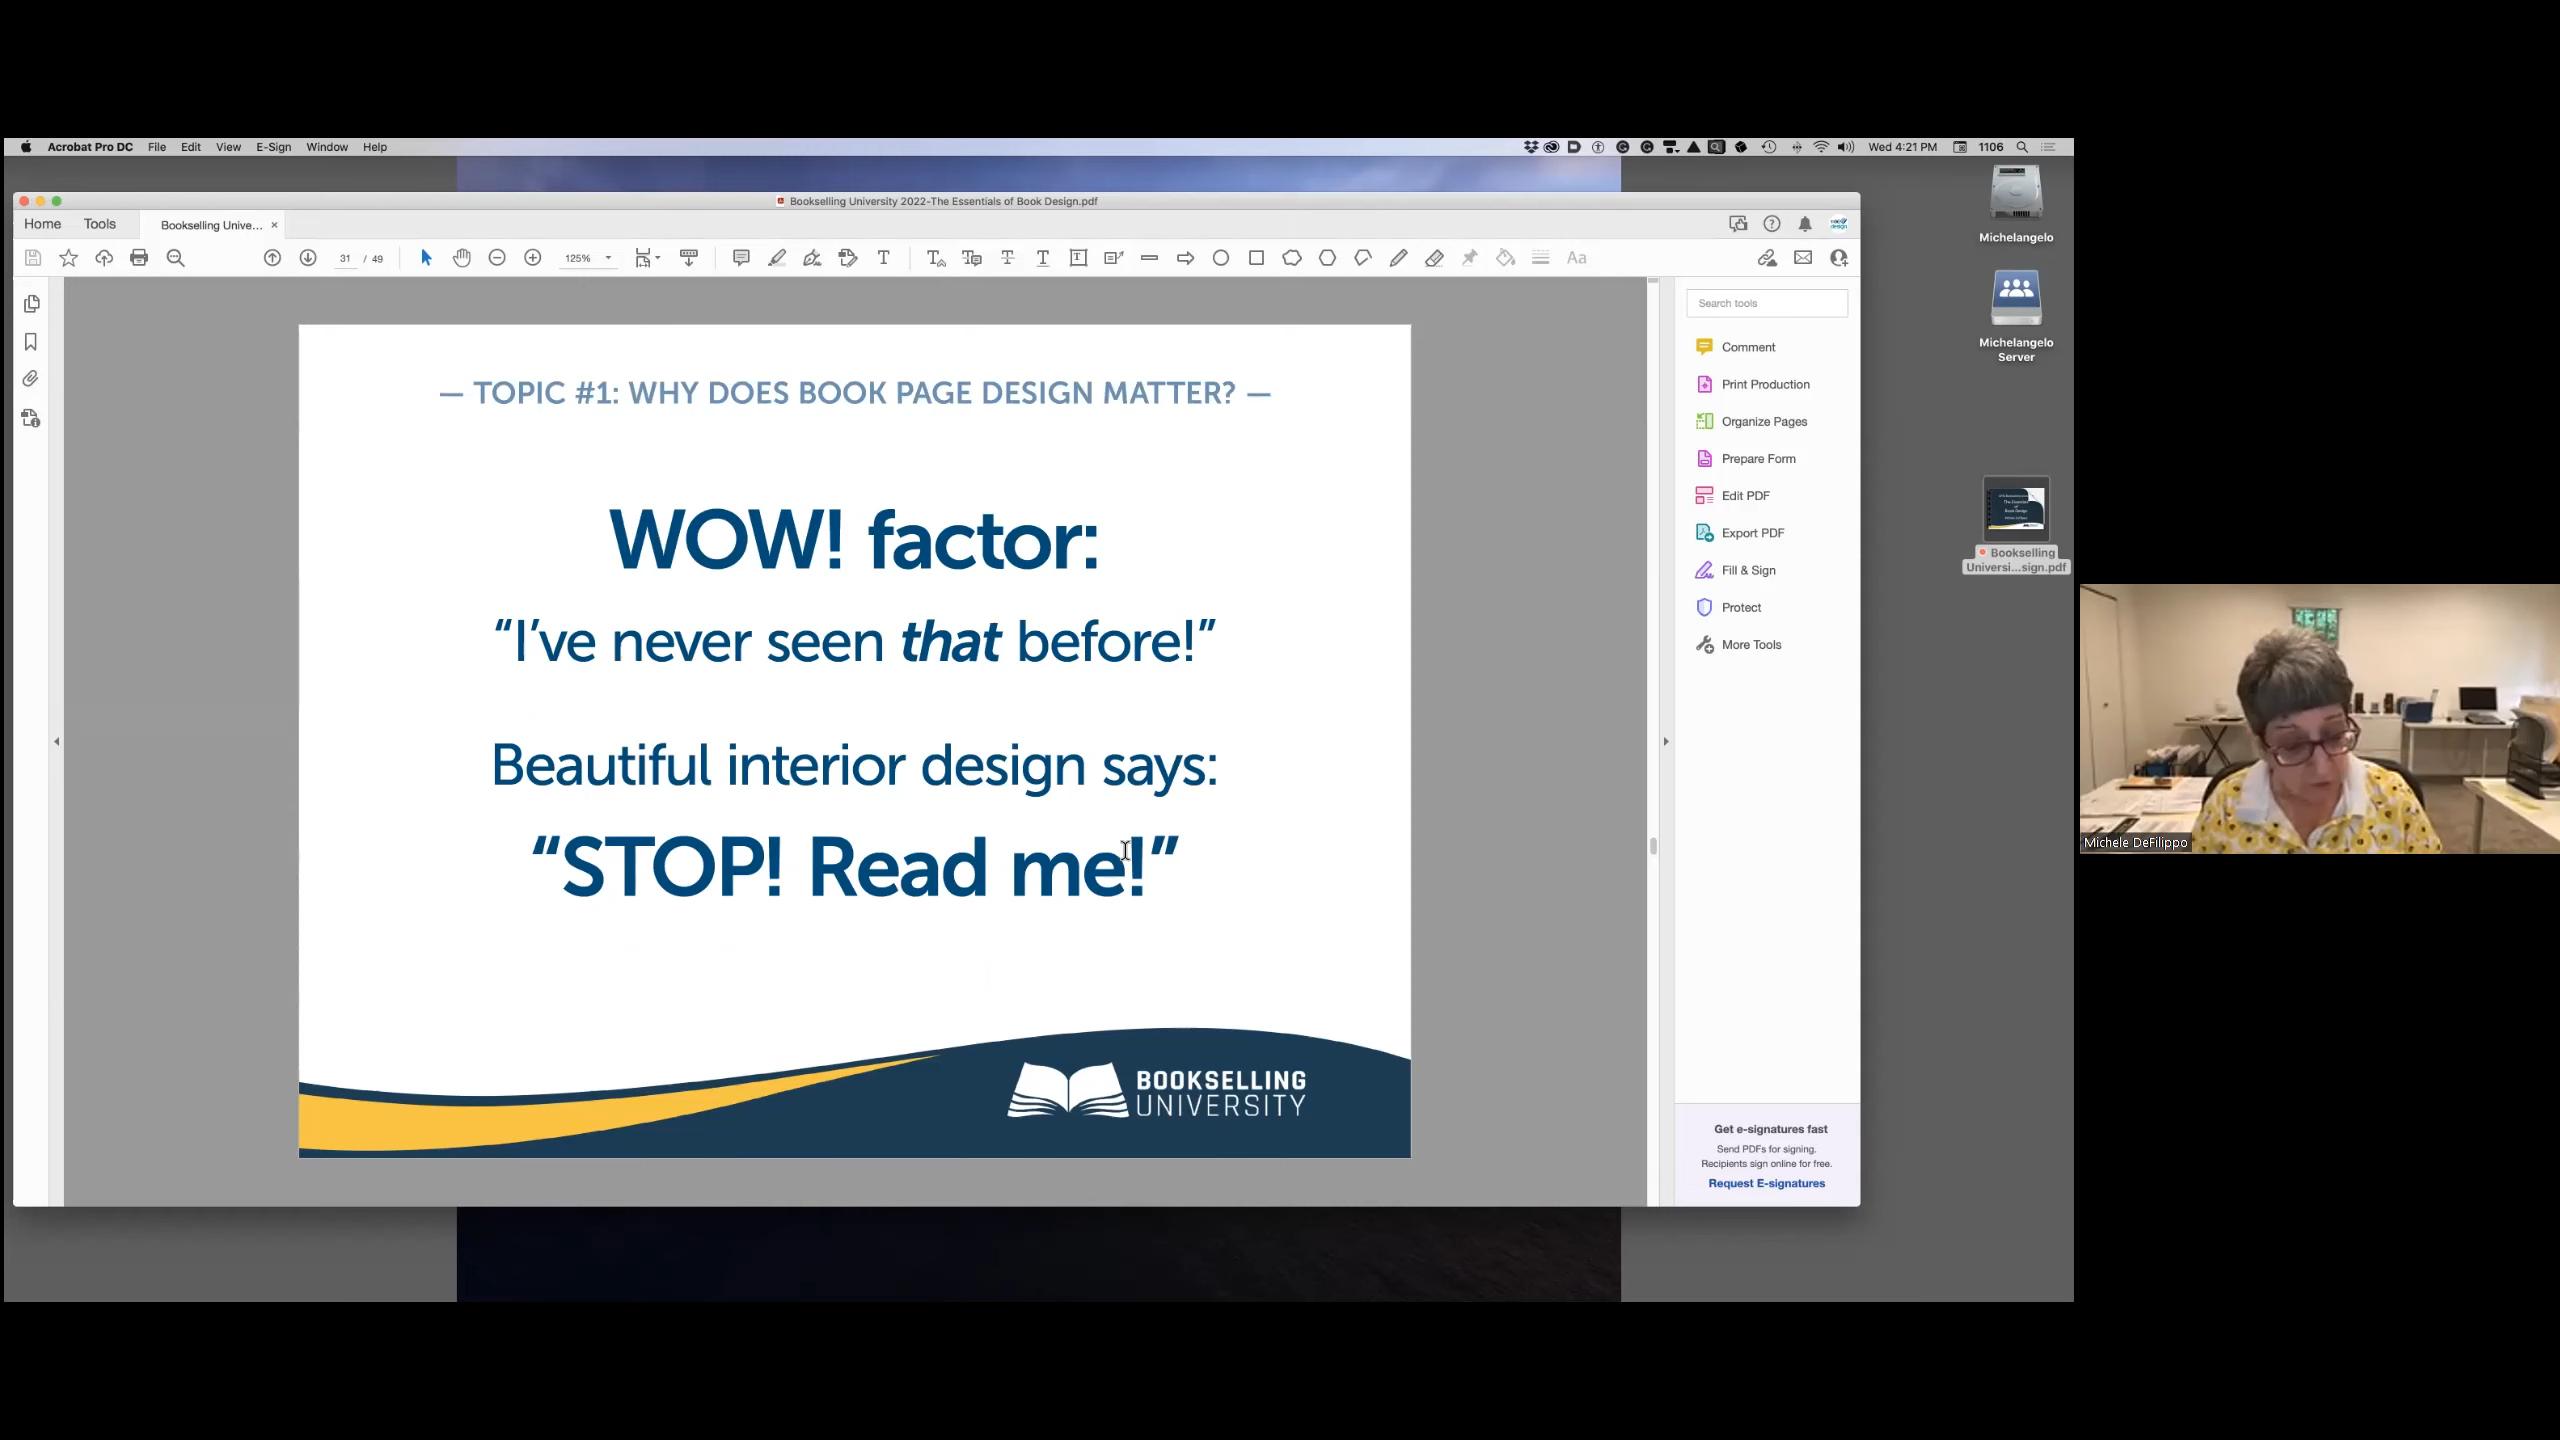 Acrobat Pro DC File Edit View E-Sign Window Help
Wed 4:21 PM 1106
Bookselling University 2022-The Essentials of Book Design.pdf
Home Tools Bookselling Unive... ×
31 / 49 125%
Aa
Search tools
Comment
Print Production
Organize Pages
Prepare Form
Edit PDF
Export PDF
Fill & Sign
Protect
More Tools
Get e-signatures fast
Send PDFs for signing.
Recipients sign online for free.
Request E-signatures
— TOPIC #1: WHY DOES BOOK PAGE DESIGN MATTER? —
WOW! factor:
“I’ve never seen that before!”
Beautiful interior design says:
“STOP! Read me!”
BOOKSELLING
UNIVERSITY
Michelangelo
Michelangelo
Server
Bookselling
Universi...sign.pdf
Michele DeFilippo